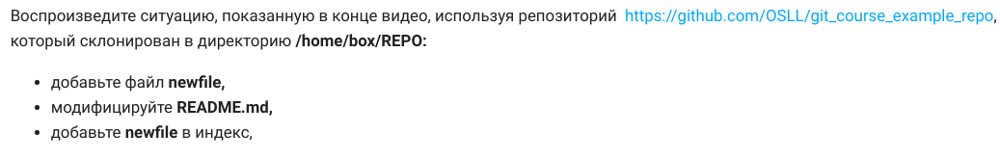 Воспроизведите ситуацию, показанную в конце видео, используя репозиторий https://github.com/OSLL/git_course_example_repo,
который склонирован в директорию /home/box/REPO:
• добавьте файл newfile,
• модифицируйте README.md,
• добавьте newfile в индекс,